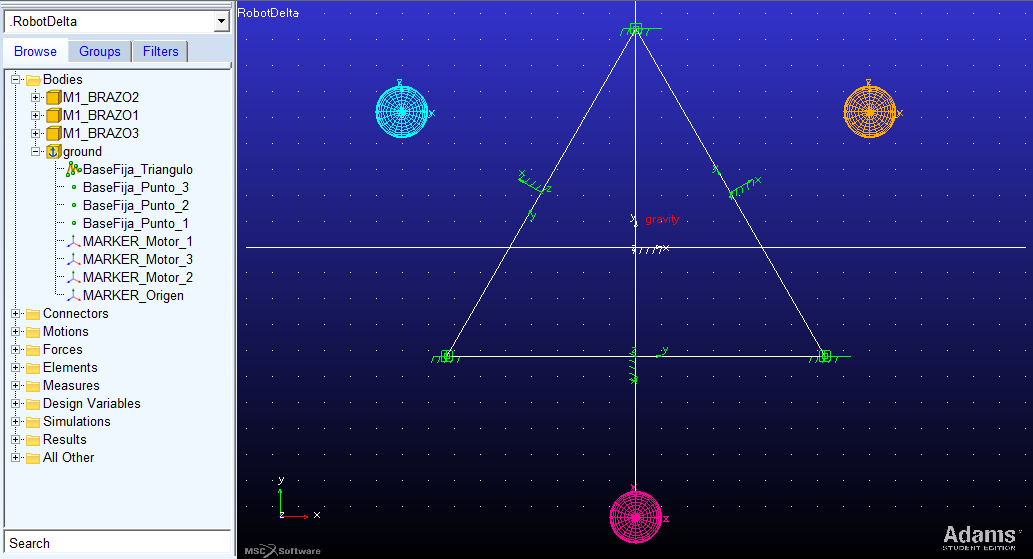 .RobotDelta
Browse Groups Filters
Bodies
M1_BRAZO2
M1_BRAZO1
M1_BRAZO3
ground
BaseFija_Triangulo
BaseFija_Punto_3
BaseFija_Punto_2
BaseFija_Punto_1
MARKER_Motor_1
MARKER_Motor_3
MARKER_Motor_2
MARKER_Origen
Connectors
Motions
Forces
Elements
Measures
Design Variables
Simulations
Results
All Other
Search
RobotDelta
x
x
x
z
y
x
y
gravity
x
y
x
y
z
x
MSC Software
Adams
STUDENT EDITION